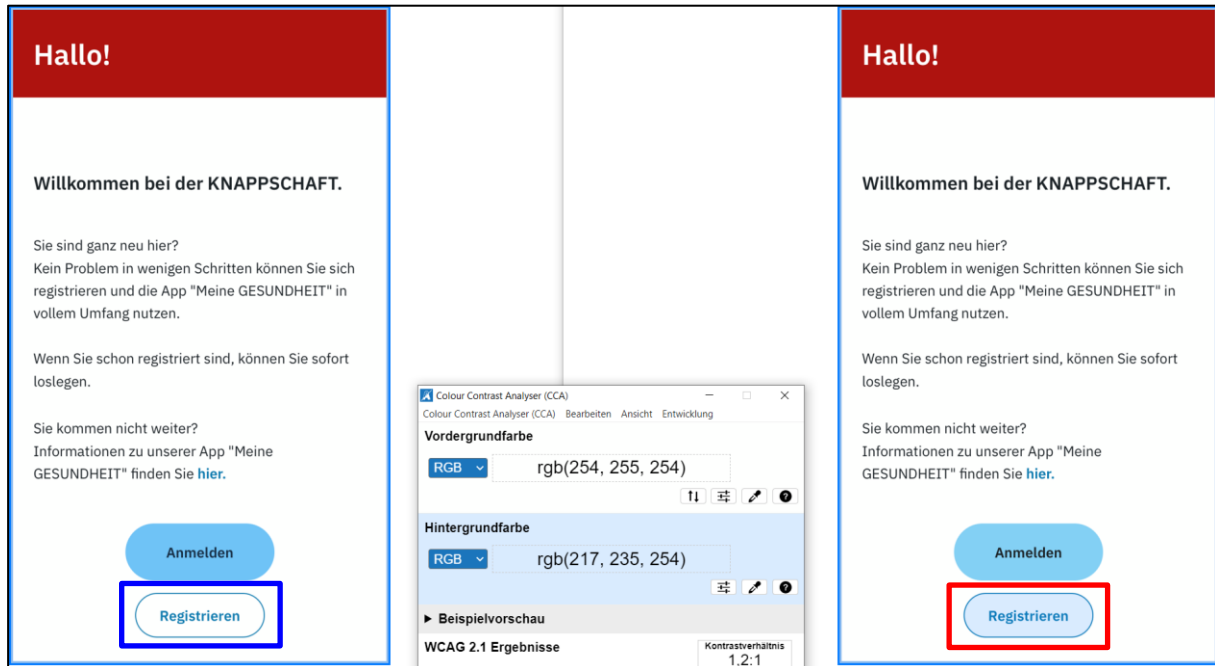 Hallo!
Willkommen bei der KNAPPSCHAFT.
Sie sind ganz neu hier?
Kein Problem in wenigen Schritten können Sie sich
registrieren und die App "Meine GESUNDHEIT" in
vollem Umfang nutzen.
Wenn Sie schon registriert sind, können Sie sofort
loslegen.
Sie kommen nicht weiter?
Informationen zu unserer App "Meine
GESUNDHEIT" finden Sie hier.
Anmelden
Registrieren
Colour Contrast Analyser (CCA)
Colour Contrast Analyser (CCA) Bearbeiten Ansicht Entwicklung
Vordergrundfarbe
RGB rgb(254, 255, 254)
Hintergrundfarbe
RGB rgb(217, 235, 254)
Beispielvorschau
WCAG 2.1 Ergebnisse
Kontrastverhältnis
1.2:1
Hallo!
Willkommen bei der KNAPPSCHAFT.
Sie sind ganz neu hier?
Kein Problem in wenigen Schritten können Sie sich
registrieren und die App "Meine GESUNDHEIT" in
vollem Umfang nutzen.
Wenn Sie schon registriert sind, können Sie sofort
loslegen.
Sie kommen nicht weiter?
Informationen zu unserer App "Meine
GESUNDHEIT" finden Sie hier.
Anmelden
Registrieren